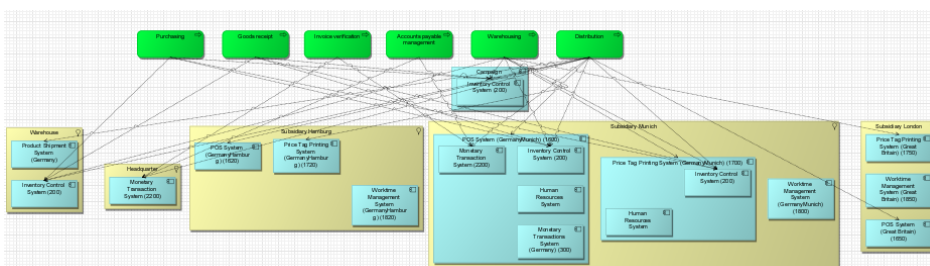 Purchasing
Goods receipt
Invoice verification
Accounts payable
management
Warehousing
Distribution
Campaign
Inventory Control
System (200)
Warehouse
Product Shipment
System
(Germany)
Inventory Control
System (200)
Headquarter
Monetary
Transaction
System (2200)
Subsidiary Hamburg
POS System
(GermanyHambur
g) (1620)
Price Tag Printing
System
(GermanyHambur
g) (1720)
Worktime
Management
System
(GermanyHambur
g) (1820)
Subsidiary Munich
POS System (GermanyMunich) (1600)
Monetary
Transaction
System (2200)
Inventory Control
System (200)
Human
Resources
System
Monetary
Transactions
System
(Germany) (300)
Price Tag Printing System (GermanyMunich) (1700)
Inventory Control
System (200)
Human
Resources
System
Worktime
Management
System
(GermanyMunich)
(1800)
Subsidiary London
Price Tag Printing
System (Great
Britain) (1750)
Worktime
Management
System (Great
Britain) (1850)
POS System
(Great Britain)
(1650)